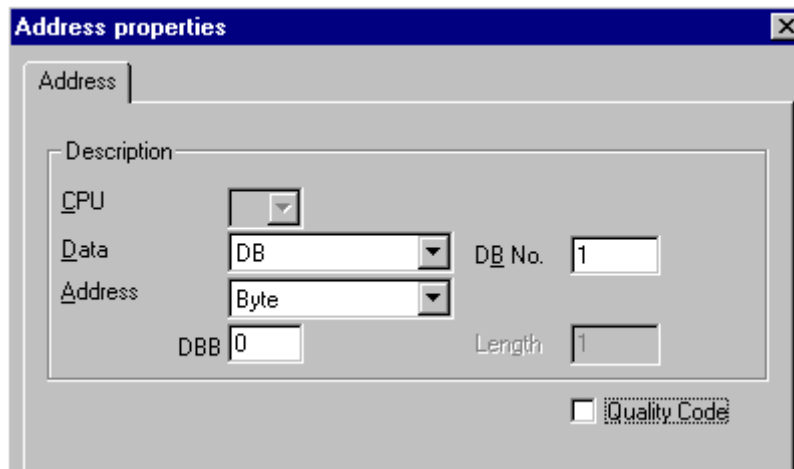 Address properties
Address
Description
CPU
Data DB DB No. 1
Address Byte
DBB 0 Length 1
Quality Code